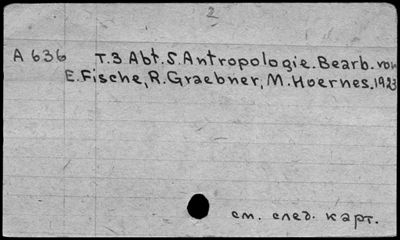 2
A 636 T.3 Abt.5.Antropologie.Bearb.von
E.Fische, R.Graebner, M.Hoernes.1923
см. след. карт.